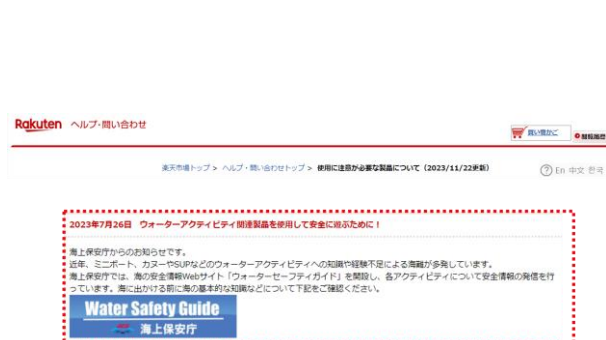 Rakuten ヘルプ・問い合わせ
買い物かご
閲覧履歴
楽天市場トップ > ヘルプ・問い合わせトップ > 使用に注意が必要な製品について（2023/11/22更新）
? En 中文 한국
2023年7月26日 ウォーターアクティビティ関連製品を使用して安全に遊ぶために！
海上保安庁からのお知らせです。
近年、ミニボート、カヌーやSUPなどのウォーターアクティビティへの知識や経験不足による海難が多発しています。
海上保安庁では、海の安全情報Webサイト「ウォーターセーフティガイド」を開設し、各アクティビティについて安全情報の発信を行
っています。海に出かける前に海の基本的な知識などについて下記をご確認ください。
Water Safety Guide
海上保安庁